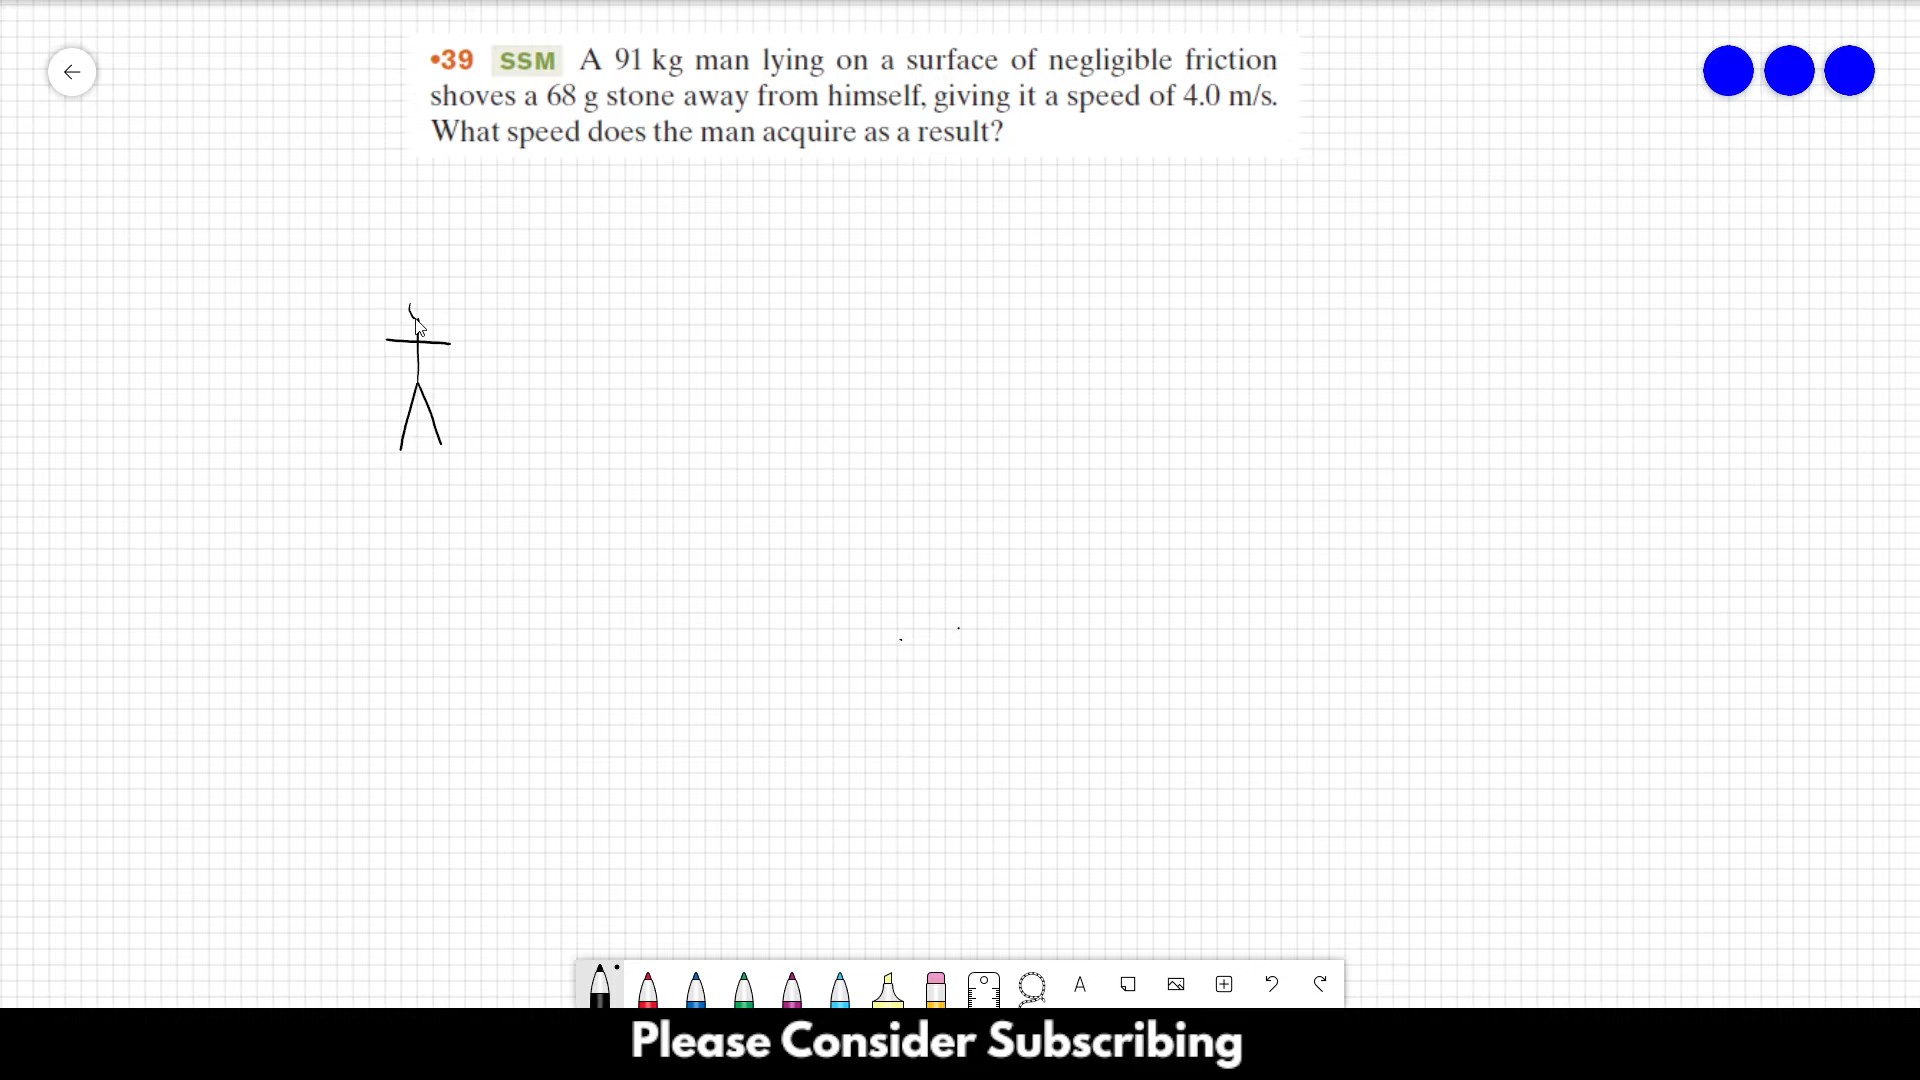 •39 SSM A 91 kg man lying on a surface of negligible friction
shoves a 68 g stone away from himself, giving it a speed of 4.0 m/s.
What speed does the man acquire as a result?
A
Please Consider Subscribing